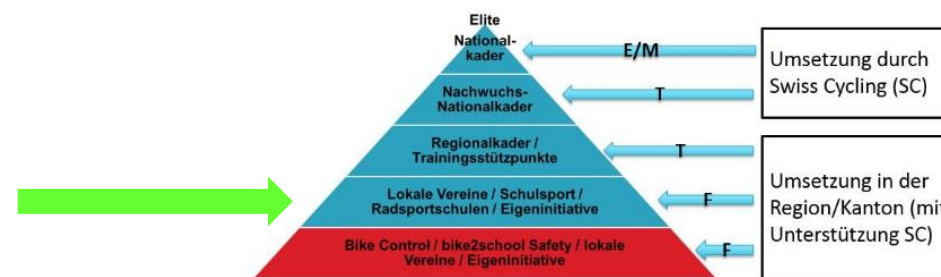 Elite
National-
kader
E/M
Nachwuchs-
Nationalkader
T
Umsetzung durch
Swiss Cycling (SC)
Regionalkader /
Trainingsstützpunkte
T
Lokale Vereine / Schulsport /
Radsportschulen / Eigeninitiative
F
Bike Control / bike2school Safety / lokale
Vereine / Eigeninitiative
F
Umsetzung in der
Region/Kanton (mit
Unterstützung SC)